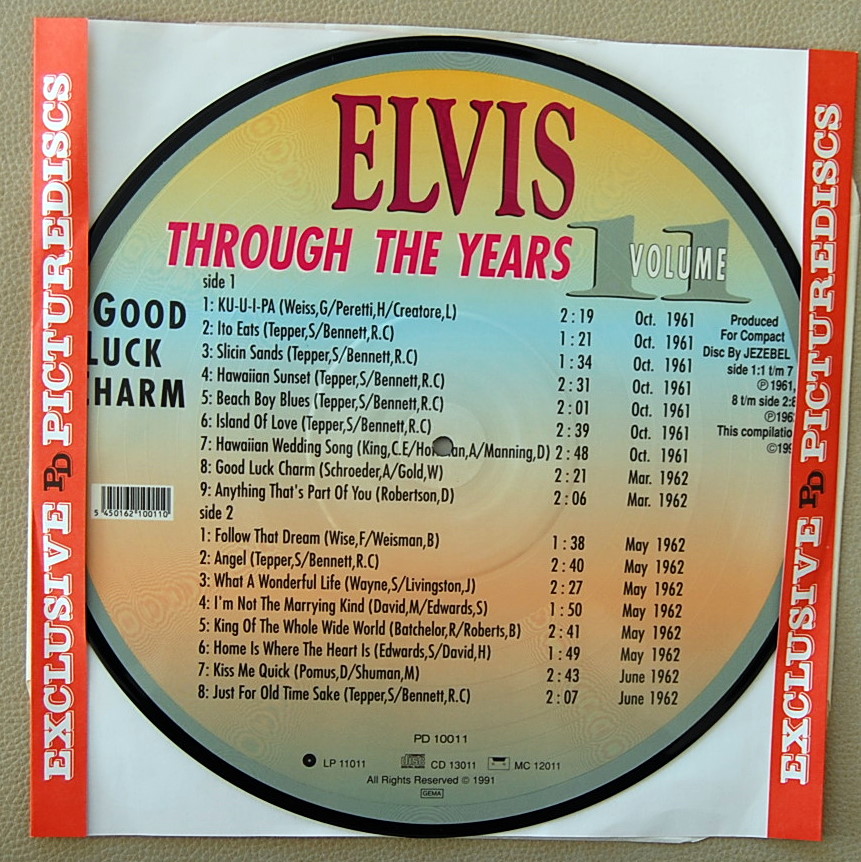 EXCLUSIVE PD PICTUREDISCS
ELVIS
THROUGH THE YEARS
11 VOLUME
GOOD
LUCK
HARM
side 1
1: KU-U-I-PA (Weiss,G/Peretti,H/Creatore,L) 2:19 Oct. 1961
2: Ito Eats (Tepper,S/Bennett,R.C) 1:21 Oct. 1961
3: Slicin Sands (Tepper,S/Bennett,R.C) 1:34 Oct. 1961
4: Hawaiian Sunset (Tepper,S/Bennett,R.C) 2:31 Oct. 1961
5: Beach Boy Blues (Tepper,S/Bennett,R.C) 2:01 Oct. 1961
6: Island Of Love (Tepper,S/Bennett,R.C) 2:39 Oct. 1961
7: Hawaiian Wedding Song (King,C.E/ /Manning,D) 2:48 Oct. 1961
8: Good Luck Charm (Schroeder,A/Gold,W) 2:21 Mar. 1962
9: Anything That's Part Of You (Robertson,D) 2:06 Mar. 1962
side 2
1: Follow That Dream (Wise,F/Weisman,B) 1:38 May 1962
2: Angel (Tepper,S/Bennett,R.C) 2:40 May 1962
3: What A Wonderful Life (Wayne,S/Livingston,J) 2:27 May 1962
4: I'm Not The Marrying Kind (David,M/Edwards,S) 1:50 May 1962
5: King Of The Whole Wide World (Batchelor,R/Roberts,B) 2:41 May 1962
6: Home Is Where The Heart Is (Edwards,S/David,H) 1:49 May 1962
7: Kiss Me Quick (Pomus,D/Shuman,M) 2:43 June 1962
8: Just For Old Time Sake (Tepper,S/Bennett,R.C) 2:07 June 1962
Produced
For Compact
Disc By JEZEBEL
side 1:1 t/m 7
℗1961,
8 t/m side 2:8
℗196
This compilatio
©199
5 450162 100110
PD 10011
LP 11011 CD 13011 MC 12011
All Rights Reserved © 1991
GEMA
EXCLUSIVE PD PICTUREDISCS